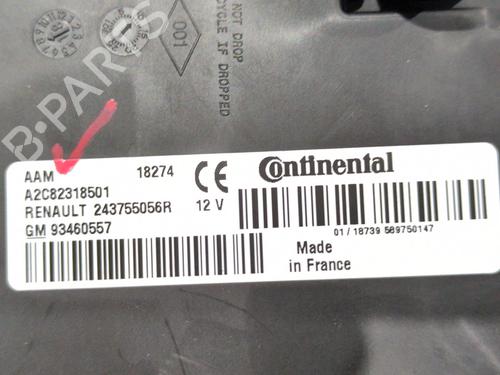 001
NOT DROP
CYCLE IF DROPPED
B-PARTS
AAM 18274
A2C82318501
RENAULT 243755056R 12 V
GM 93460557
CE
Continental
01 / 18739 589750147
Made
in France